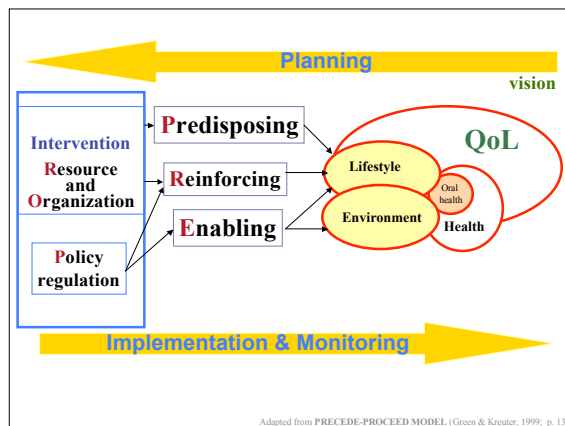 Planning
vision
Intervention
Resource
and
Organization
Policy
regulation
Predisposing
Reinforcing
Enabling
QoL
Lifestyle
Environment
Oral
health
Health
Implementation & Monitoring
Adapted from PRECEDE-PROCEED MODEL (Green & Kreuter, 1999; p. 13